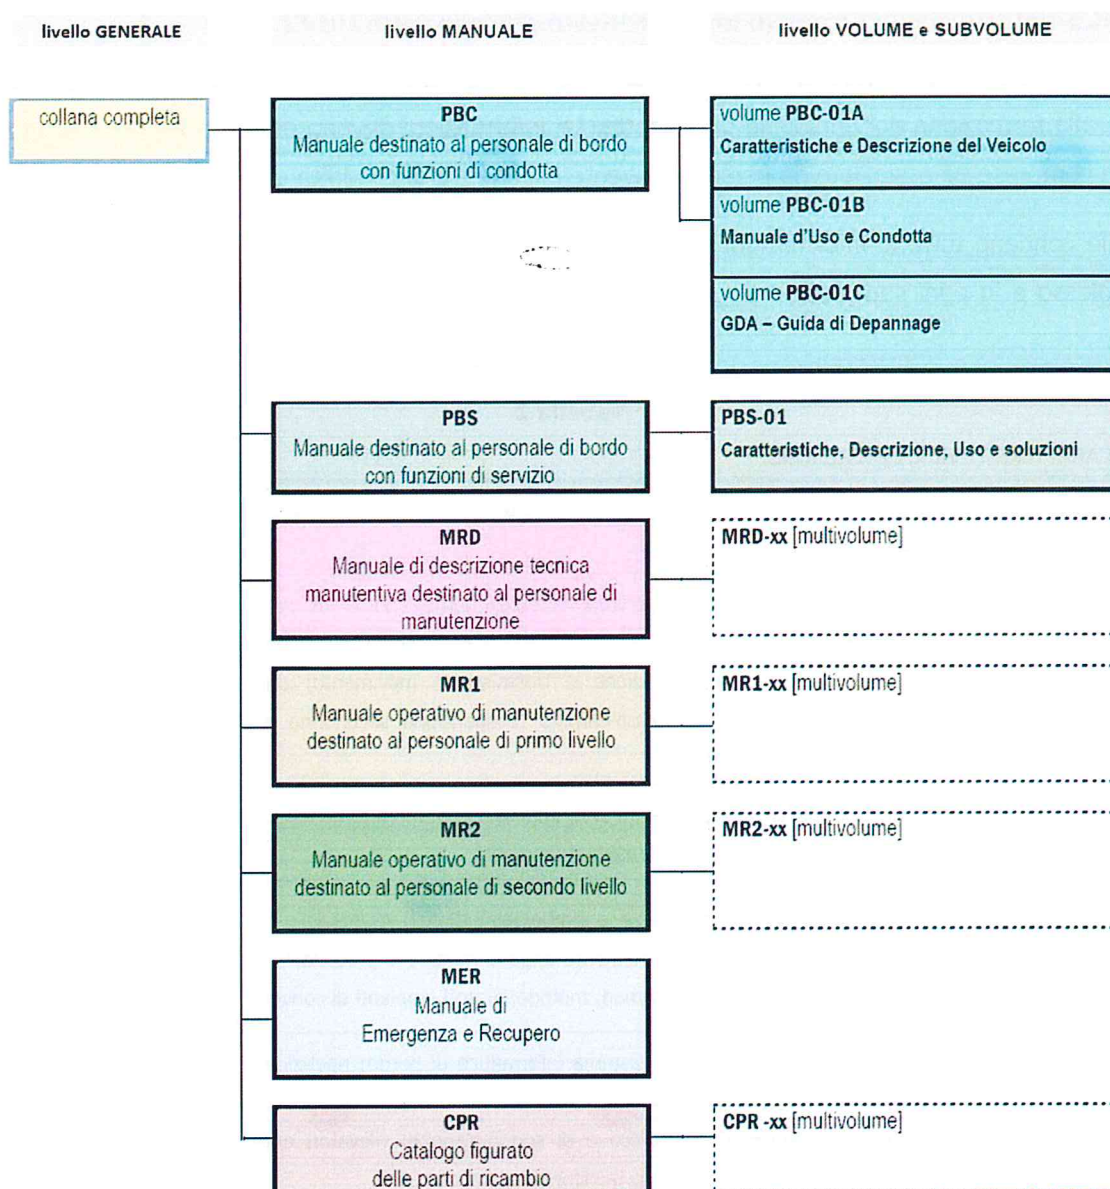 livello GENERALE
livello MANUALE
livello VOLUME e SUBVOLUME
collana completa
PBC
Manuale destinato al personale di bordo
con funzioni di condotta
volume PBC-01A
Caratteristiche e Descrizione del Veicolo
volume PBC-01B
Manuale d'Uso e Condotta
volume PBC-01C
GDA – Guida di Depannage
PBS
Manuale destinato al personale di bordo
con funzioni di servizio
PBS-01
Caratteristiche, Descrizione, Uso e soluzioni
MRD
Manuale di descrizione tecnica
manutentiva destinato al personale di
manutenzione
MRD-xx [multivolume]
MR1
Manuale operativo di manutenzione
destinato al personale di primo livello
MR1-xx [multivolume]
MR2
Manuale operativo di manutenzione
destinato al personale di secondo livello
MR2-xx [multivolume]
MER
Manuale di
Emergenza e Recupero
CPR
Catalogo figurato
delle parti di ricambio
CPR -xx [multivolume]